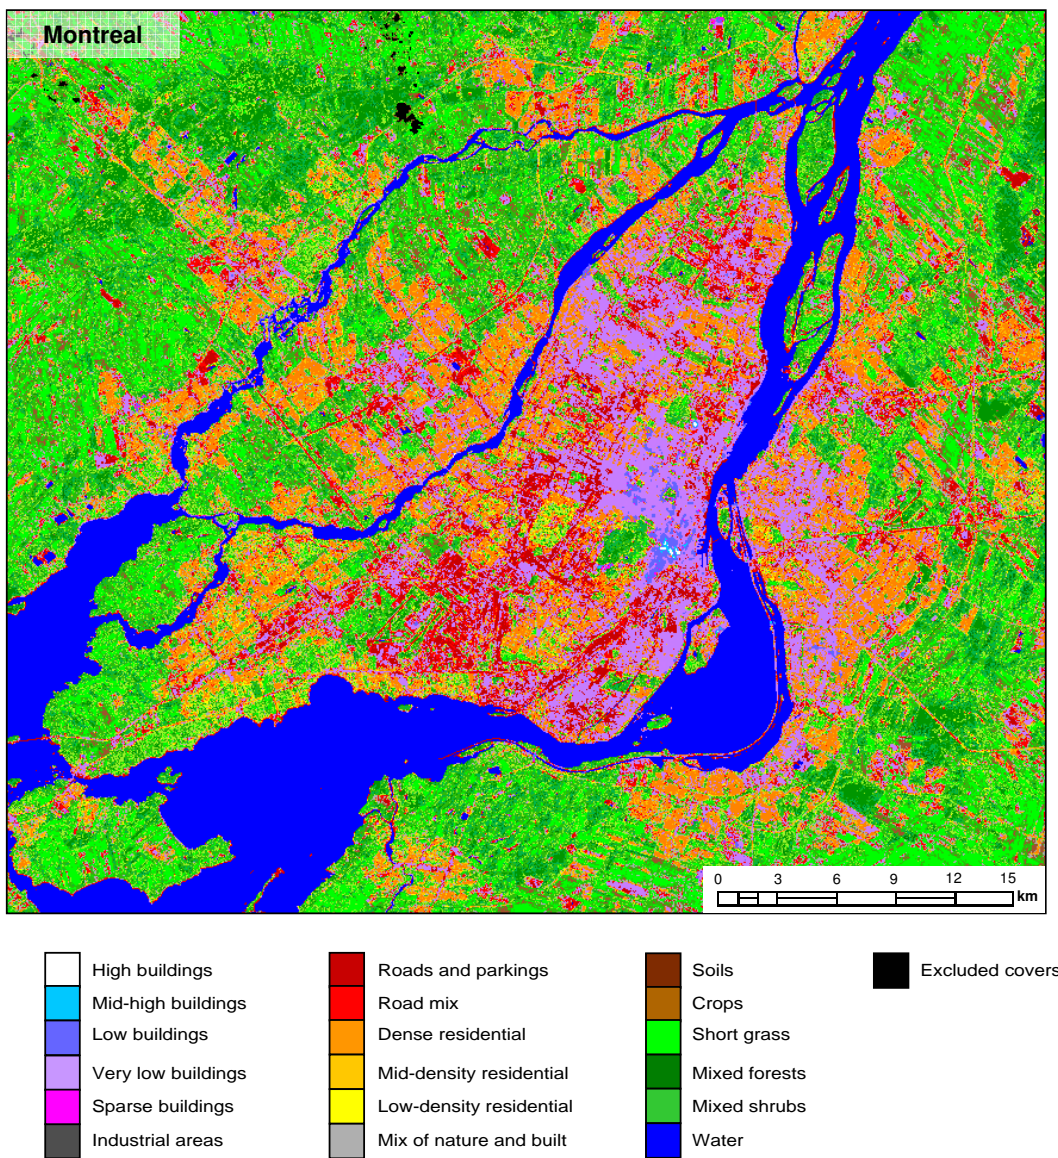 Montreal
0 3 6 9 12 15
km
High buildings
Mid-high buildings
Low buildings
Very low buildings
Sparse buildings
Industrial areas
Roads and parkings
Road mix
Dense residential
Mid-density residential
Low-density residential
Mix of nature and built
Soils
Crops
Short grass
Mixed forests
Mixed shrubs
Water
Excluded covers